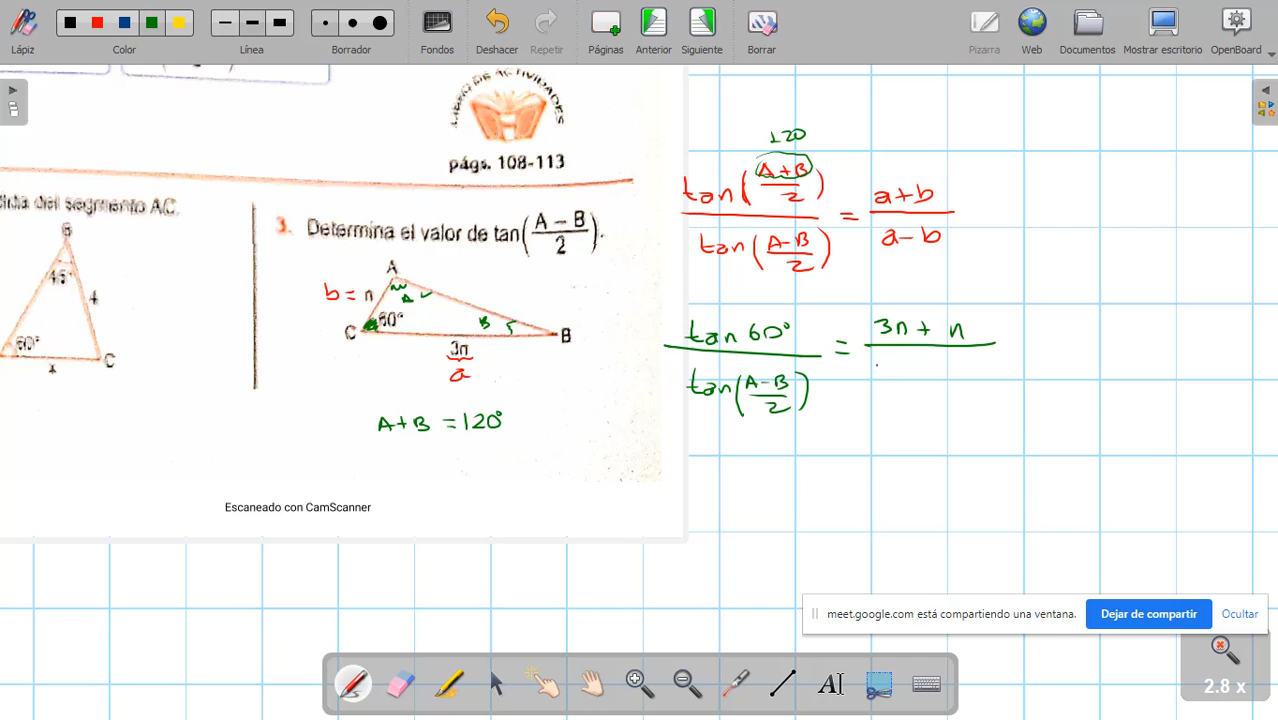 Lápiz
Color
Línea
Borrador
Fondos
Deshacer
Repetir
Páginas
Anterior
Siguiente
Borrar
Pizarra
Web
Documentos
Mostrar escritorio
OpenBoard
LIBRO DE ACTIVIDADES
págs. 108-113
dida del segmento AC.
B
45°
4
60°
x
C
3. Determina el valor de tan(A − B / 2).
A
b = n
A
60°
B
C
B
3n
a
A+B = 120°
120
tan(A+B / 2) / tan(A-B / 2) = a+b / a-b
tan 60° / tan(A-B / 2) = 3n + n
Escaneado con CamScanner
meet.google.com está compartiendo una ventana.
Dejar de compartir
Ocultar
2.8 x